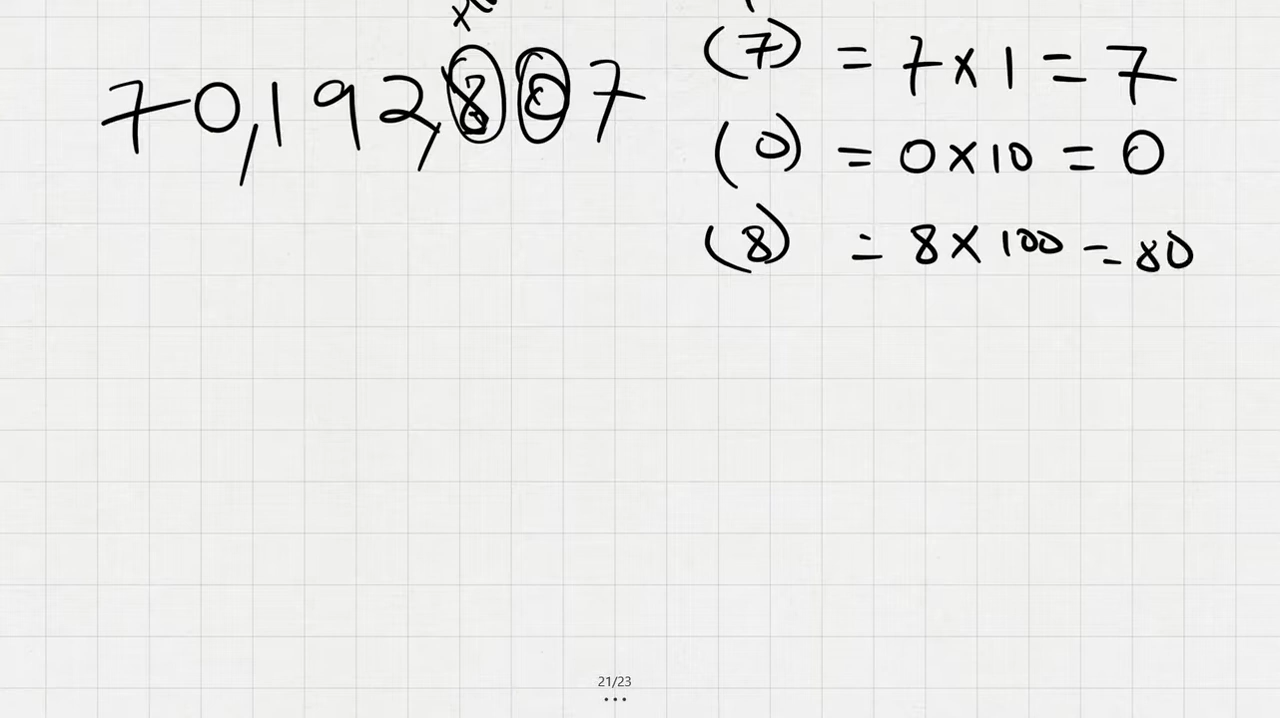 70,192,807
(7) = 7 x 1 = 7
(0) = 0 x 10 = 0
(8) = 8 x 100 = 80
21/23